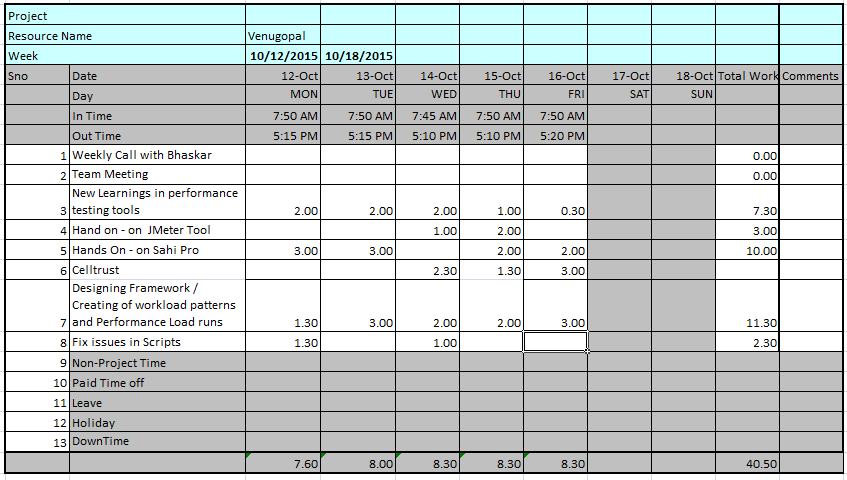 Project
Resource Name Venugopal
Week 10/12/2015 10/18/2015
Sno Date 12-Oct 13-Oct 14-Oct 15-Oct 16-Oct 17-Oct 18-Oct Total Work Comments
Day MON TUE WED THU FRI SAT SUN
In Time 7:50 AM 7:50 AM 7:45 AM 7:50 AM 7:50 AM
Out Time 5:15 PM 5:15 PM 5:10 PM 5:10 PM 5:20 PM
1 Weekly Call with Bhaskar 0.00
2 Team Meeting 0.00
New Learnings in performance
3 testing tools 2.00 2.00 2.00 1.00 0.30 7.30
4 Hand on - on JMeter Tool 1.00 2.00 3.00
5 Hands On - on Sahi Pro 3.00 3.00 2.00 2.00 10.00
6 Celltrust 2.30 1.30 3.00
Designing Framework /
Creating of workload patterns
7 and Performance Load runs 1.30 3.00 2.00 2.00 3.00 11.30
8 Fix issues in Scripts 1.30 1.00 2.30
9 Non-Project Time
10 Paid Time off
11 Leave
12 Holiday
13 DownTime
7.60 8.00 8.30 8.30 8.30 40.50